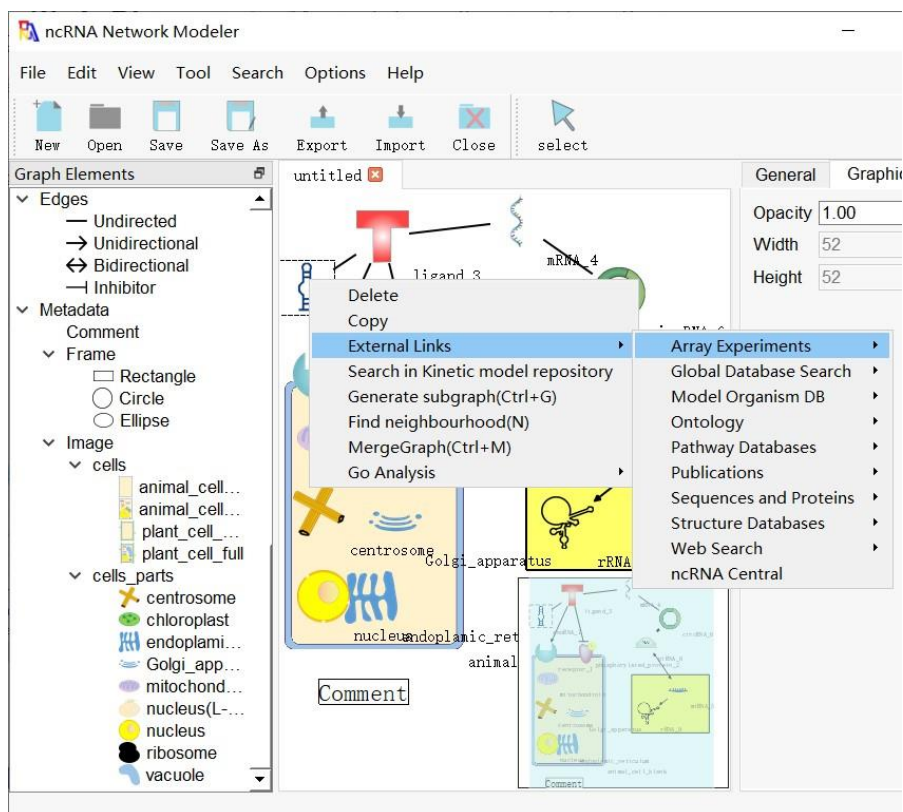 ncRNA Network Modeler
File Edit View Tool Search Options Help
New Open Save Save As Export Import Close select
Graph Elements
Edges
Undirected
Unidirectional
Bidirectional
Inhibitor
Metadata
Comment
Frame
Rectangle
Circle
Ellipse
Image
cells
animal_cell...
animal_cell...
plant_cell_...
plant_cell_full
cells_parts
centrosome
chloroplast
endoplami...
Golgi_app...
mitochond...
nucleus(L-...
nucleus
ribosome
vacuole
untitled
ligand_3
mRNA_4
Delete
Copy
External Links
Search in Kinetic model repository
Generate subgraph(Ctrl+G)
Find neighbourhood(N)
MergeGraph(Ctrl+M)
Go Analysis
Array Experiments
Global Database Search
Model Organism DB
Ontology
Pathway Databases
Publications
Sequences and Proteins
Structure Databases
Web Search
ncRNA Central
centrosome
Golgi_apparatus
rRNA
nucleus
endoplamic_ret
animal
Comment
ligand_3
Comment
General Graphic
Opacity 1.00
Width 52
Height 52